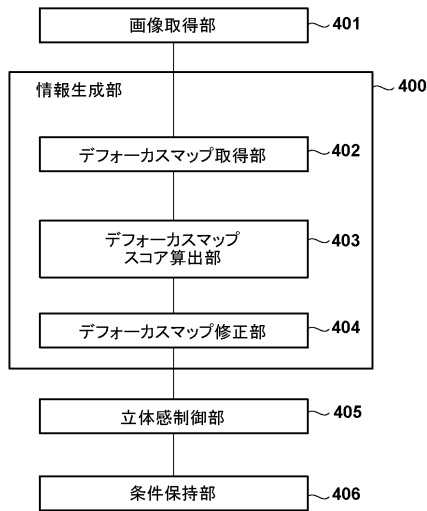 画像取得部 401
情報生成部 400
デフォーカスマップ取得部 402
デフォーカスマップ
スコア算出部 403
デフォーカスマップ修正部 404
立体感制御部 405
条件保持部 406